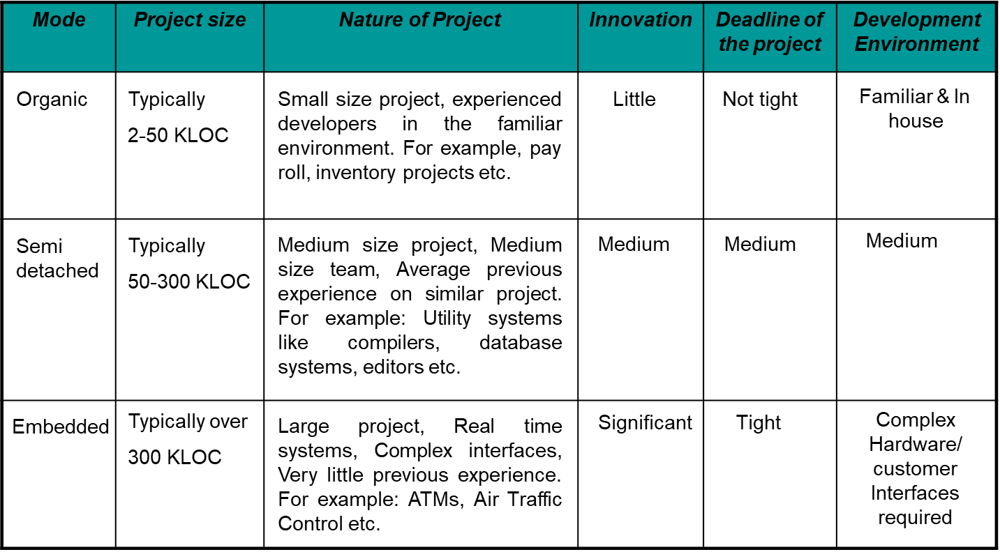 Mode
Project size
Nature of Project
Innovation
Deadline of
the project
Development
Environment
Organic
Typically
2-50 KLOC
Small size project, experienced
developers in the familiar
environment. For example, pay
roll, inventory projects etc.
Little
Not tight
Familiar & In
house
Semi
detached
Typically
50-300 KLOC
Medium size project, Medium
size team, Average previous
experience on similar project.
For example: Utility systems
like compilers, database
systems, editors etc.
Medium
Medium
Medium
Embedded
Typically over
300 KLOC
Large project, Real time
systems, Complex interfaces,
Very little previous experience.
For example: ATMs, Air Traffic
Control etc.
Significant
Tight
Complex
Hardware/
customer
Interfaces
required